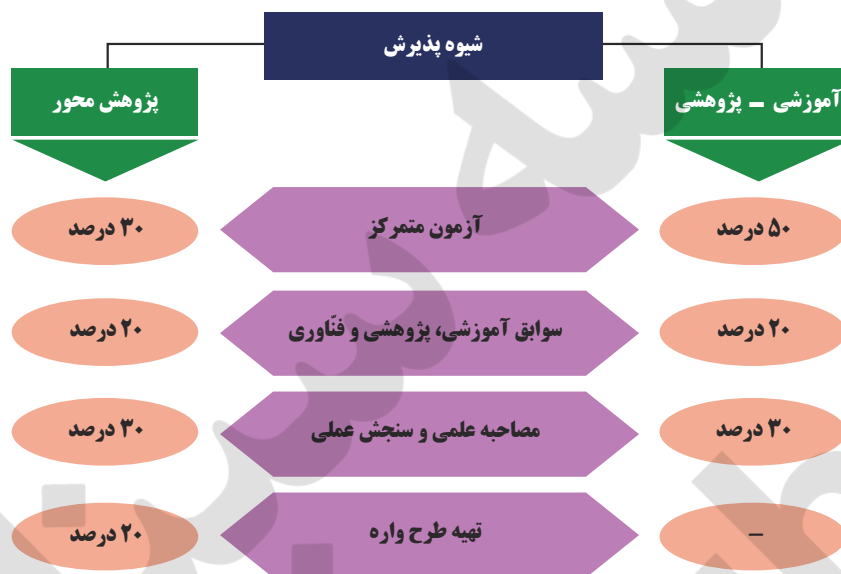 شیوه پذیرش
آموزشی ـ پژوهشی
پژوهش محور
۵۰ درصد
آزمون متمرکز
۳۰ درصد
۲۰ درصد
سوابق آموزشی، پژوهشی و فنّاوری
۲۰ درصد
۳۰ درصد
مصاحبه علمی و سنجش عملی
۳۰ درصد
ـ
تهیه طرح واره
۲۰ درصد